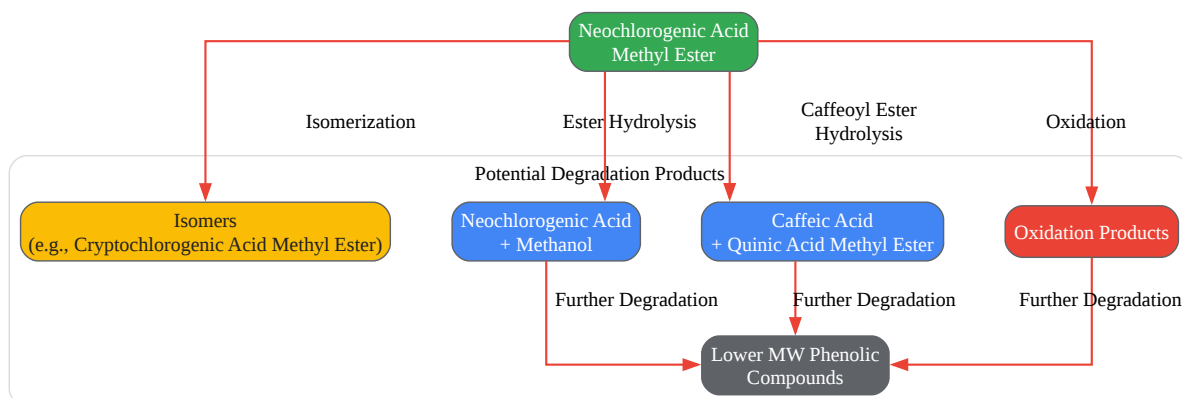 Neochlorogenic Acid
Methyl Ester
Isomerization
Ester Hydrolysis
Caffeoyl Ester
Hydrolysis
Oxidation
Potential Degradation Products
Isomers
(e.g., Cryptochlorogenic Acid Methyl Ester)
Neochlorogenic Acid
+ Methanol
Caffeic Acid
+ Quinic Acid Methyl Ester
Oxidation Products
Further Degradation
Further Degradation
Further Degradation
Lower MW Phenolic
Compounds